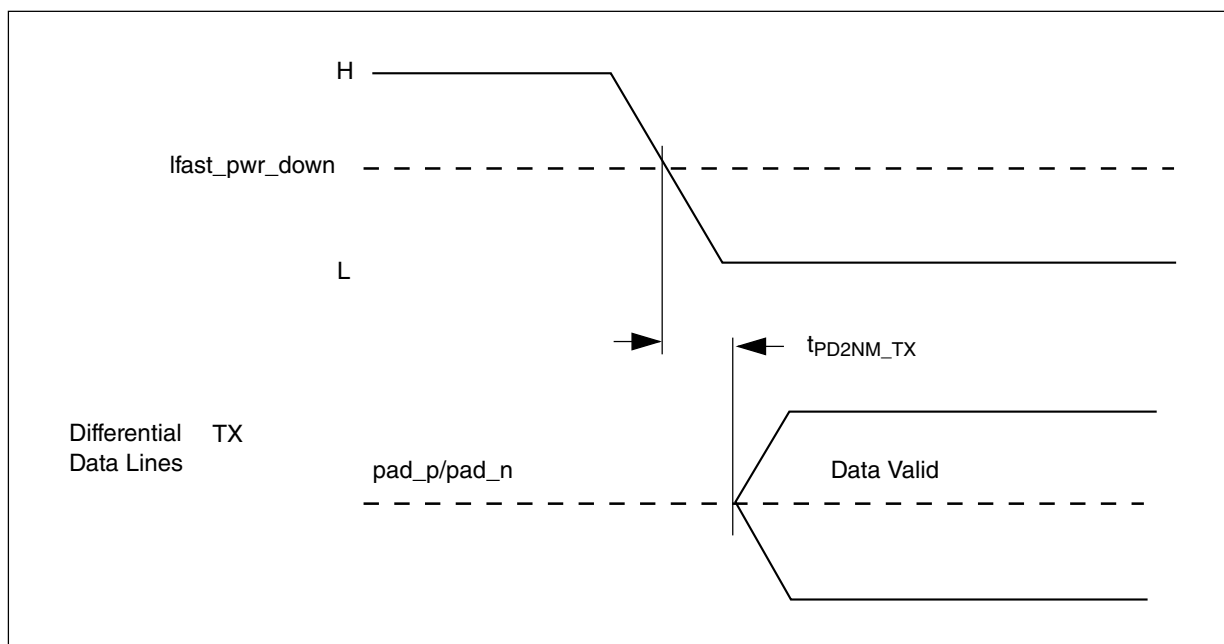 H
lfast_pwr_down
L
tPD2NM_TX
Differential TX
Data Lines
pad_p/pad_n
Data Valid